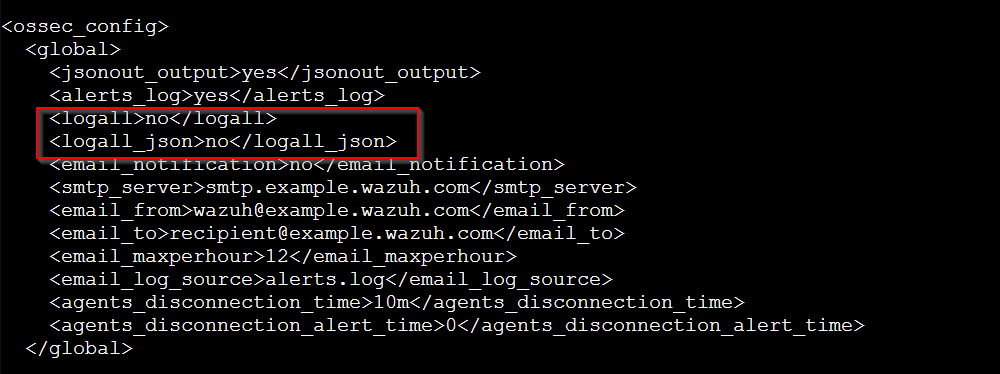 <ossec_config>
<global>
<jsonout_output>yes</jsonout_output>
<alerts_log>yes</alerts_log>
<logall>no</logall>
<logall_json>no</logall_json>
<email_notification>no</email_notification>
<smtp_server>smtp.example.wazuh.com</smtp_server>
<email_from>wazuh@example.wazuh.com</email_from>
<email_to>recipient@example.wazuh.com</email_to>
<email_maxperhour>12</email_maxperhour>
<email_log_source>alerts.log</email_log_source>
<agents_disconnection_time>10m</agents_disconnection_time>
<agents_disconnection_alert_time>0</agents_disconnection_alert_time>
</global>